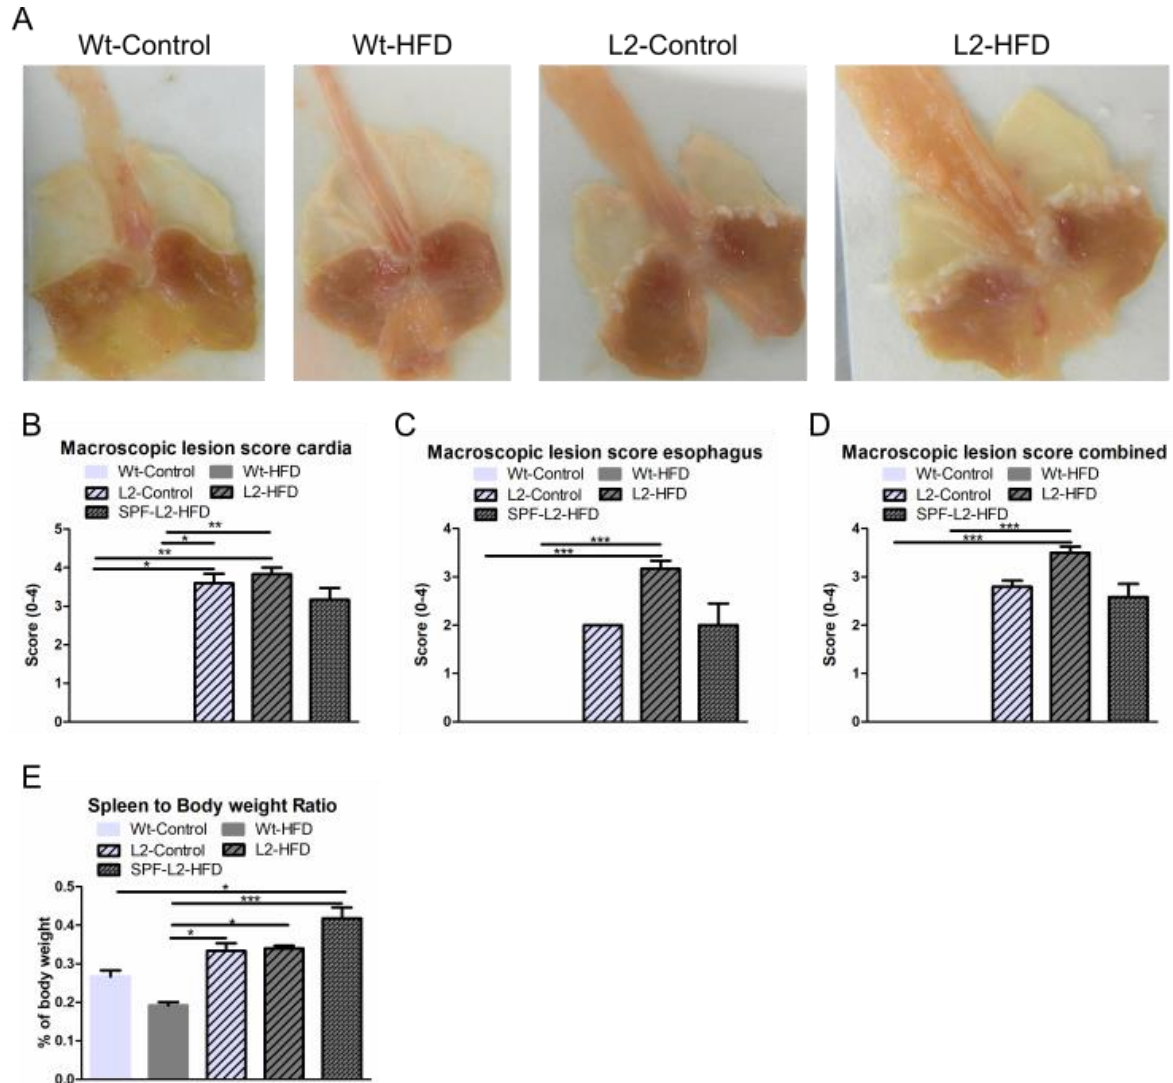 A
Wt-Control Wt-HFD L2-Control L2-HFD
B
Macroscopic lesion score cardia
Wt-Control Wt-HFD
L2-Control L2-HFD
SPF-L2-HFD
Score (0-4)
5
4
3
2
1
0
**
*
**
*
C
Macroscopic lesion score esophagus
Wt-Control Wt-HFD
L2-Control L2-HFD
SPF-L2-HFD
Score (0-4)
4
3
2
1
0
***
***
D
Macroscopic lesion score combined
Wt-Control Wt-HFD
L2-Control L2-HFD
SPF-L2-HFD
Score (0-4)
4
3
2
1
0
***
***
E
Spleen to Body weight Ratio
Wt-Control Wt-HFD
L2-Control L2-HFD
SPF-L2-HFD
% of body weight
0.5
0.4
0.3
0.2
0.1
0.0
*
***
*
*